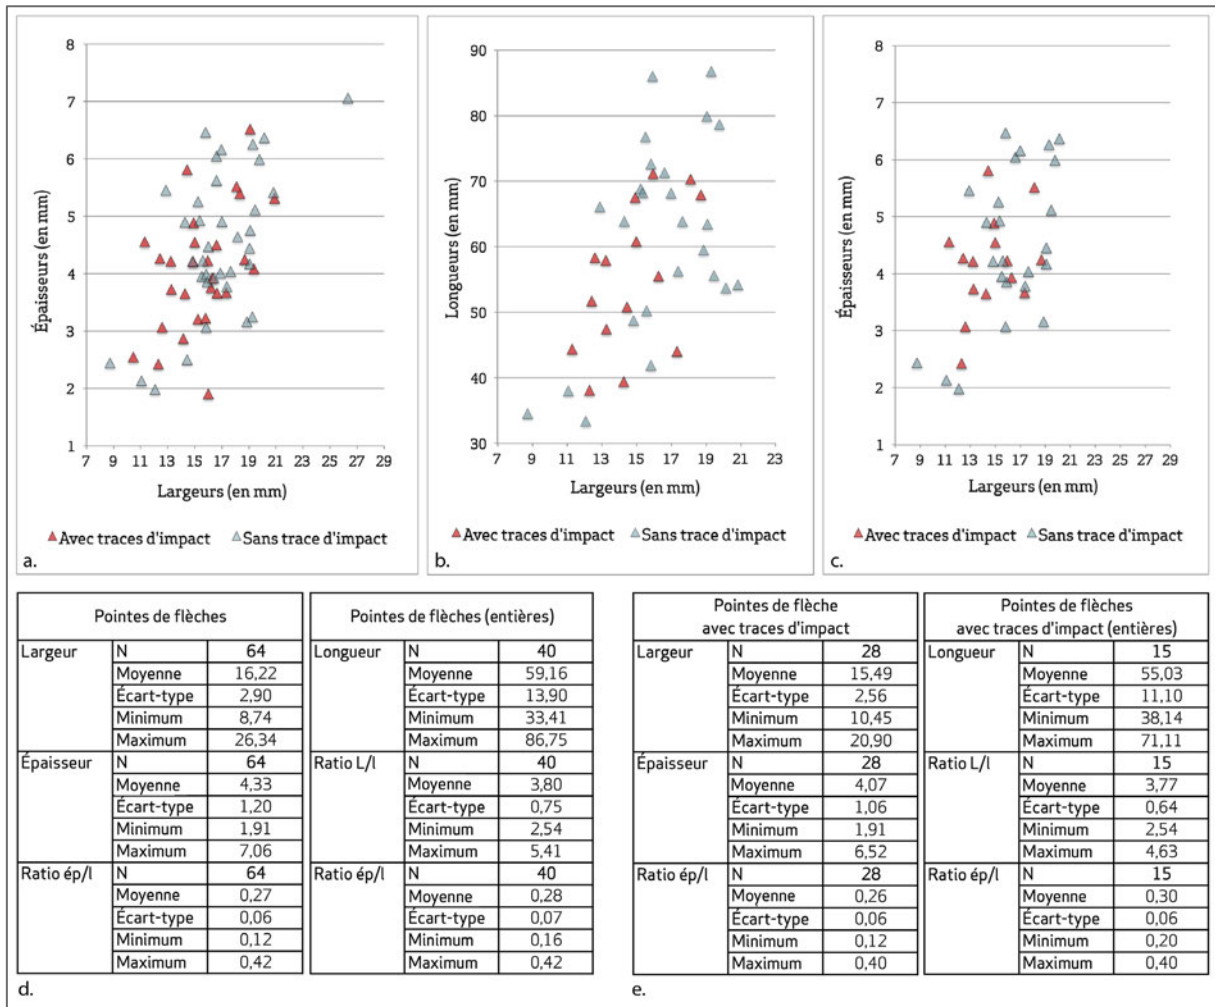 8
7
6
5
4
3
2
1
Épaisseurs (en mm)
7 9 11 13 15 17 19 21 23 25 27 29
Largeurs (en mm)
Avec traces d'impact Sans trace d'impact
a.
90
80
70
60
50
40
30
Longueurs (en mm)
7 9 11 13 15 17 19 21 23
Largeurs (en mm)
Avec traces d'impact Sans trace d'impact
b.
8
7
6
5
4
3
2
1
Épaisseurs (en mm)
7 9 11 13 15 17 19 21 23 25 27 29
Largeurs (en mm)
Avec traces d'impact Sans trace d'impact
c.
Pointes de flèches
Largeur N 64
Moyenne 16,22
Écart-type 2,90
Minimum 8,74
Maximum 26,34
Épaisseur N 64
Moyenne 4,33
Écart-type 1,20
Minimum 1,91
Maximum 7,06
Ratio ép/l N 64
Moyenne 0,27
Écart-type 0,06
Minimum 0,12
Maximum 0,42
Pointes de flèches (entières)
Longueur N 40
Moyenne 59,16
Écart-type 13,90
Minimum 33,41
Maximum 86,75
Ratio L/l N 40
Moyenne 3,80
Écart-type 0,75
Minimum 2,54
Maximum 5,41
Ratio ép/l N 40
Moyenne 0,28
Écart-type 0,07
Minimum 0,16
Maximum 0,42
d.
Pointes de flèche
avec traces d'impact
Largeur N 28
Moyenne 15,49
Écart-type 2,56
Minimum 10,45
Maximum 20,90
Épaisseur N 28
Moyenne 4,07
Écart-type 1,06
Minimum 1,91
Maximum 6,52
Ratio ép/l N 28
Moyenne 0,26
Écart-type 0,06
Minimum 0,12
Maximum 0,40
Pointes de flèches
avec traces d'impact (entières)
Longueur N 15
Moyenne 55,03
Écart-type 11,10
Minimum 38,14
Maximum 71,11
Ratio L/l N 15
Moyenne 3,77
Écart-type 0,64
Minimum 2,54
Maximum 4,63
Ratio ép/l N 15
Moyenne 0,30
Écart-type 0,06
Minimum 0,20
Maximum 0,40
e.